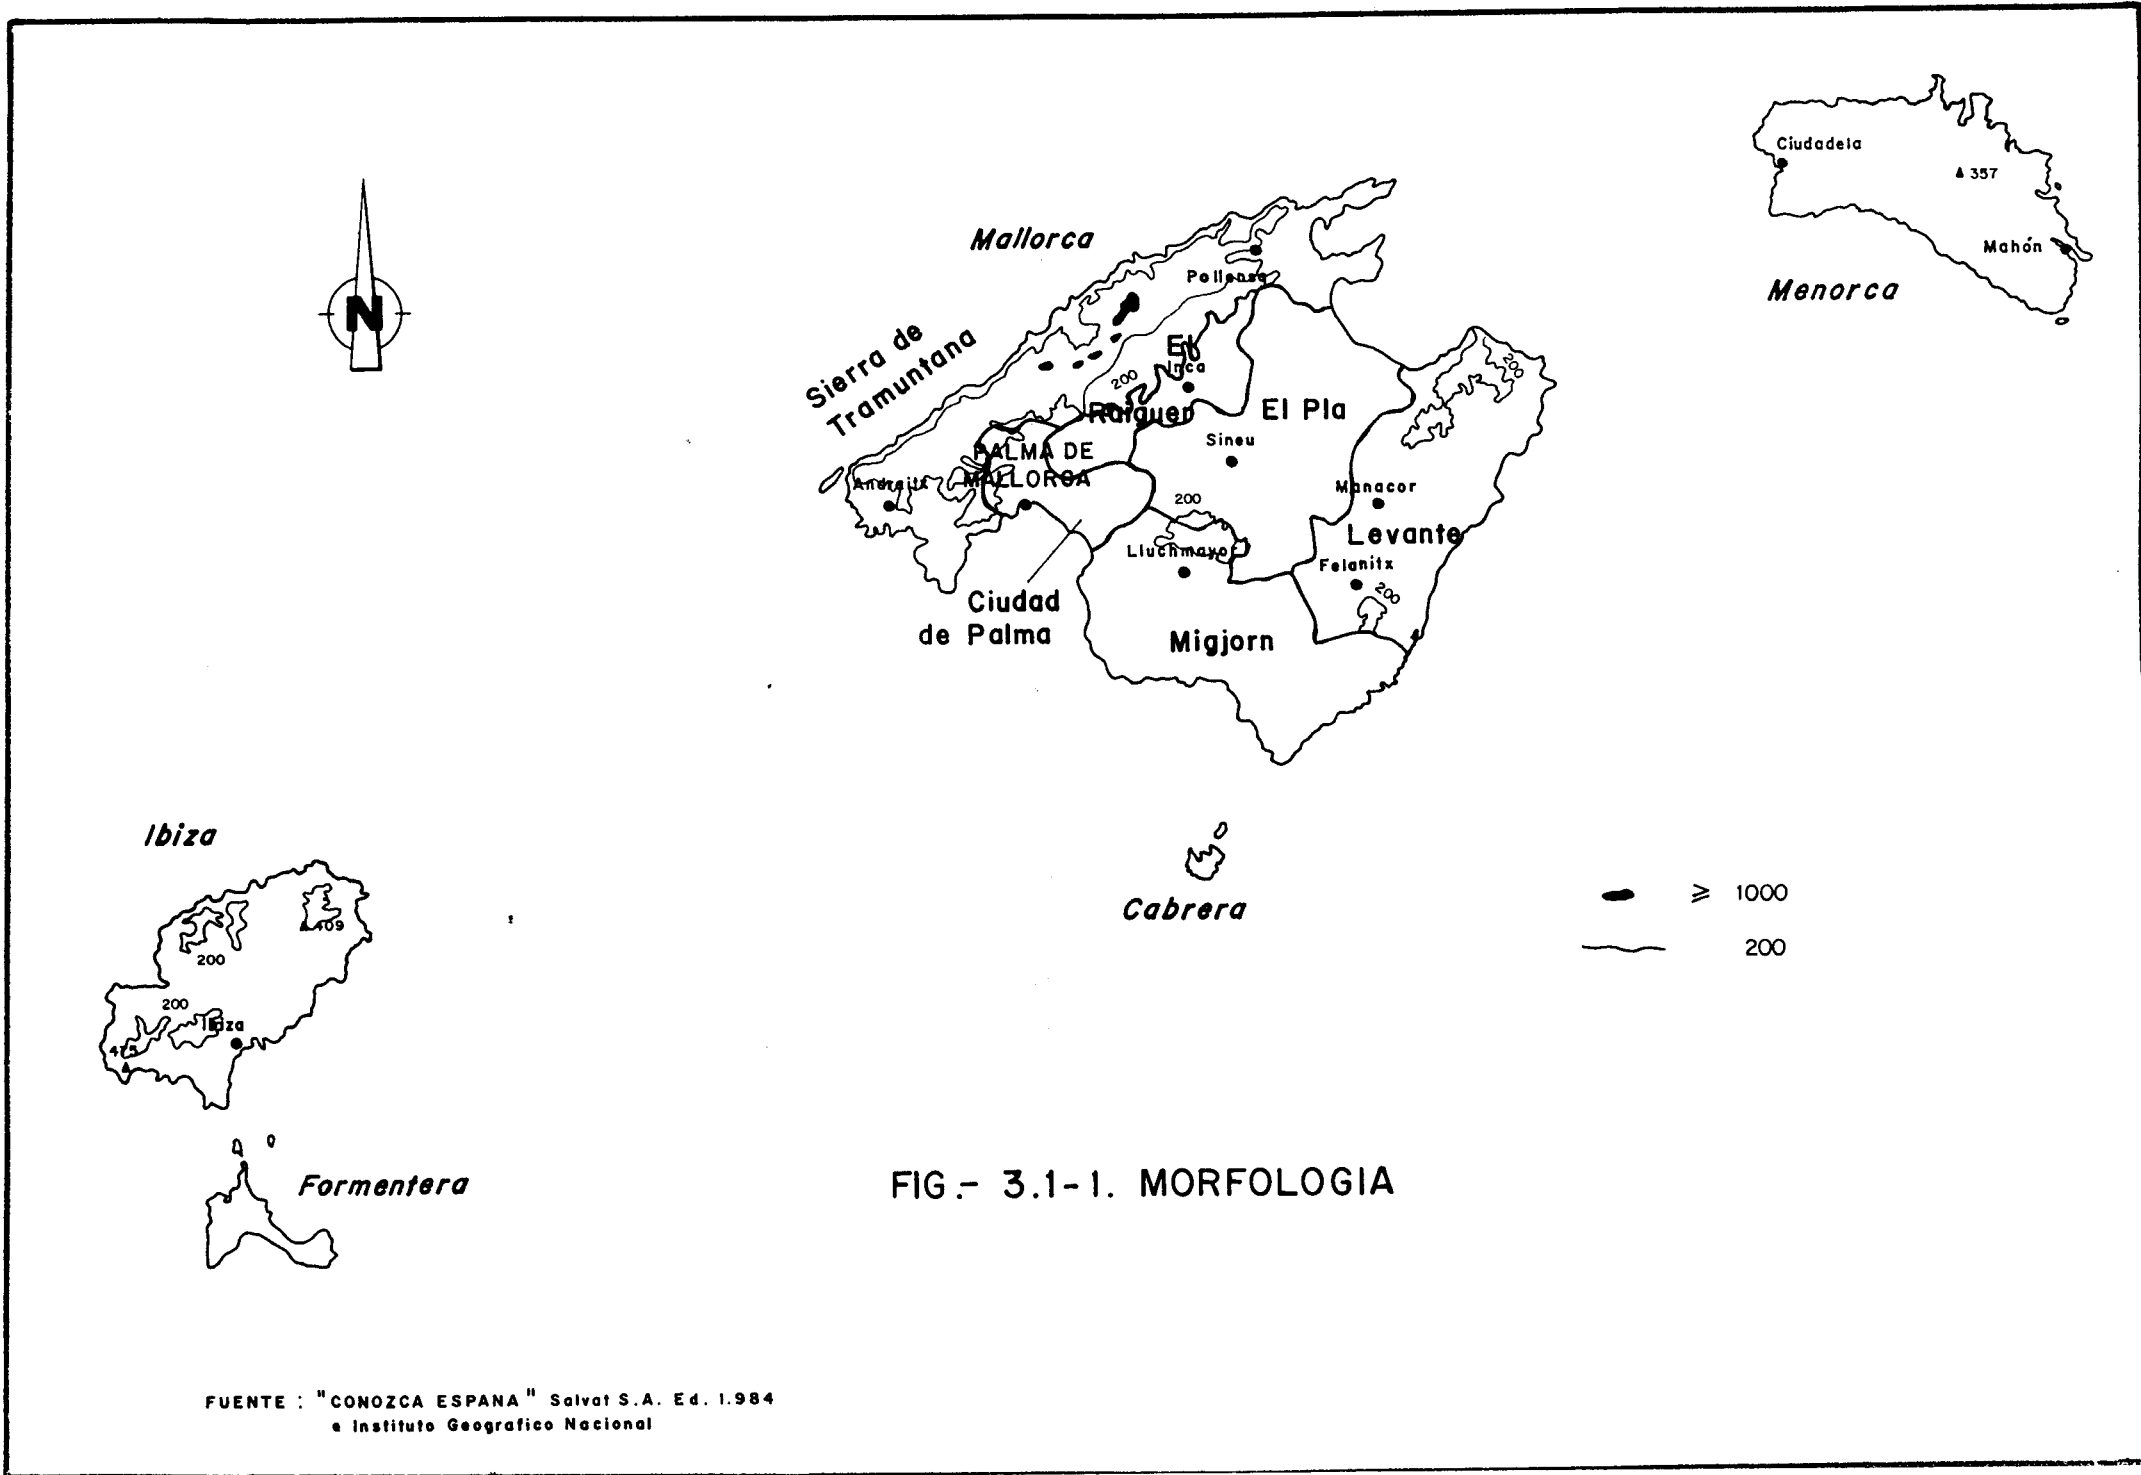 Ciudadela
357
Mahón
Menorca
N
Mallorca
Pollensa
Sierra de
Tramuntana
El
Inca
200
Raiguer
El Pla
200
PALMA DE
MALLORCA
Sineu
Andraitx
Manacor
200
Levante
Lluchmayor
Felanitx
200
Ciudad
de Palma
Migjorn
Ibiza
409
200
200
Ibiza
475
Cabrera
≥ 1000
200
Formentera
FIG.- 3.1-1. MORFOLOGIA
FUENTE : "CONOZCA ESPANA" Salvat S.A. Ed. 1.984
e Instituto Geografico Nacional